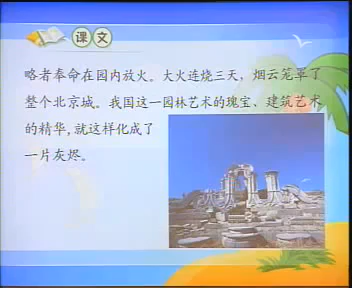 课文
略者奉命在园内放火。大火连烧三天，烟云笼罩了
整个北京城。我国这一园林艺术的瑰宝、建筑艺术
的精华,就这样化成了
一片灰烬。